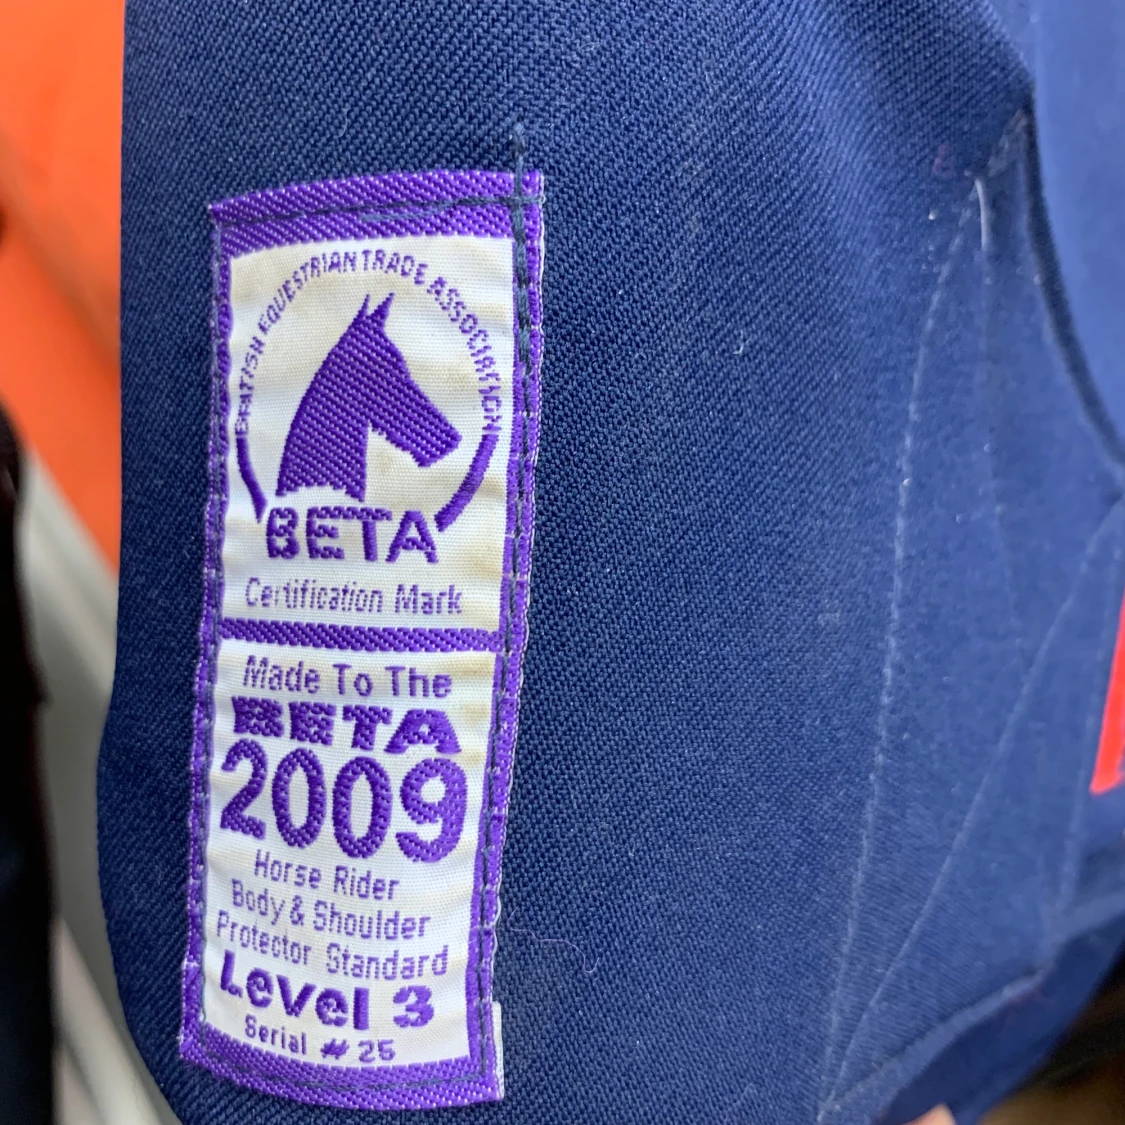 BRITISH EQUESTRIAN TRADE ASSOCIATION
BETA
Certification Mark
Made To The
BETA
2009
Horse Rider
Body & Shoulder
Protector Standard
Level 3
Serial # 25